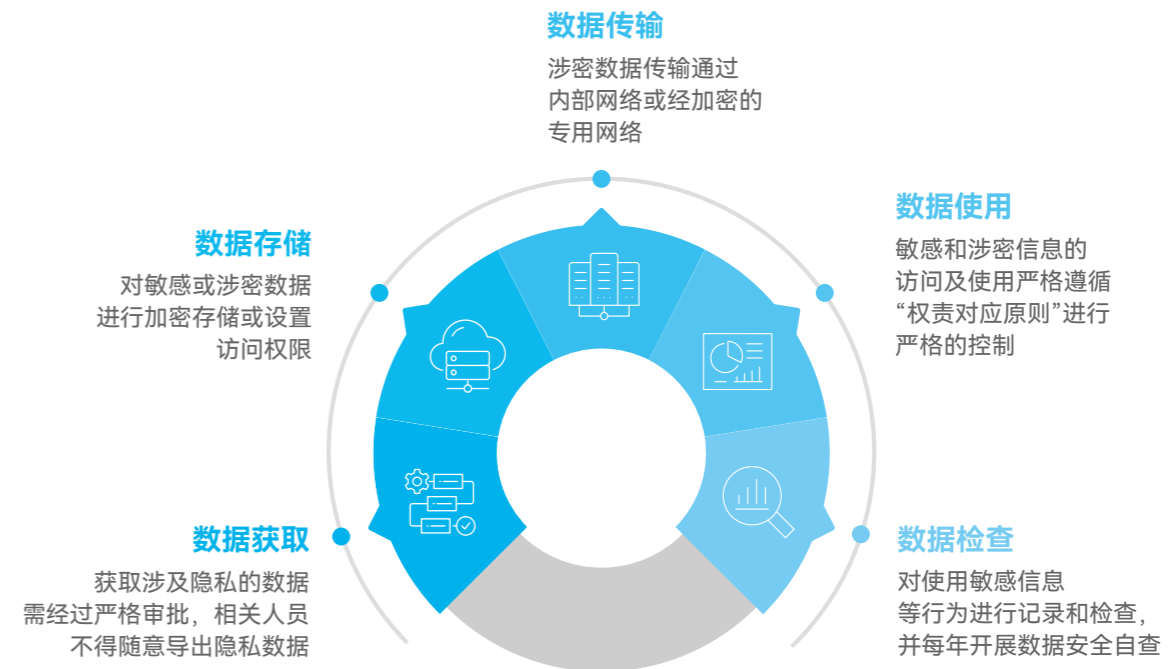 数据传输
涉密数据传输通过
内部网络或经加密的
专用网络
数据存储
对敏感或涉密数据
进行加密存储或设置
访问权限
数据使用
敏感和涉密信息的
访问及使用严格遵循
“权责对应原则”进行
严格的控制
数据获取
获取涉及隐私的数据
需经过严格审批，相关人员
不得随意导出隐私数据
数据检查
对使用敏感信息
等行为进行记录和检查，
并每年开展数据安全自查